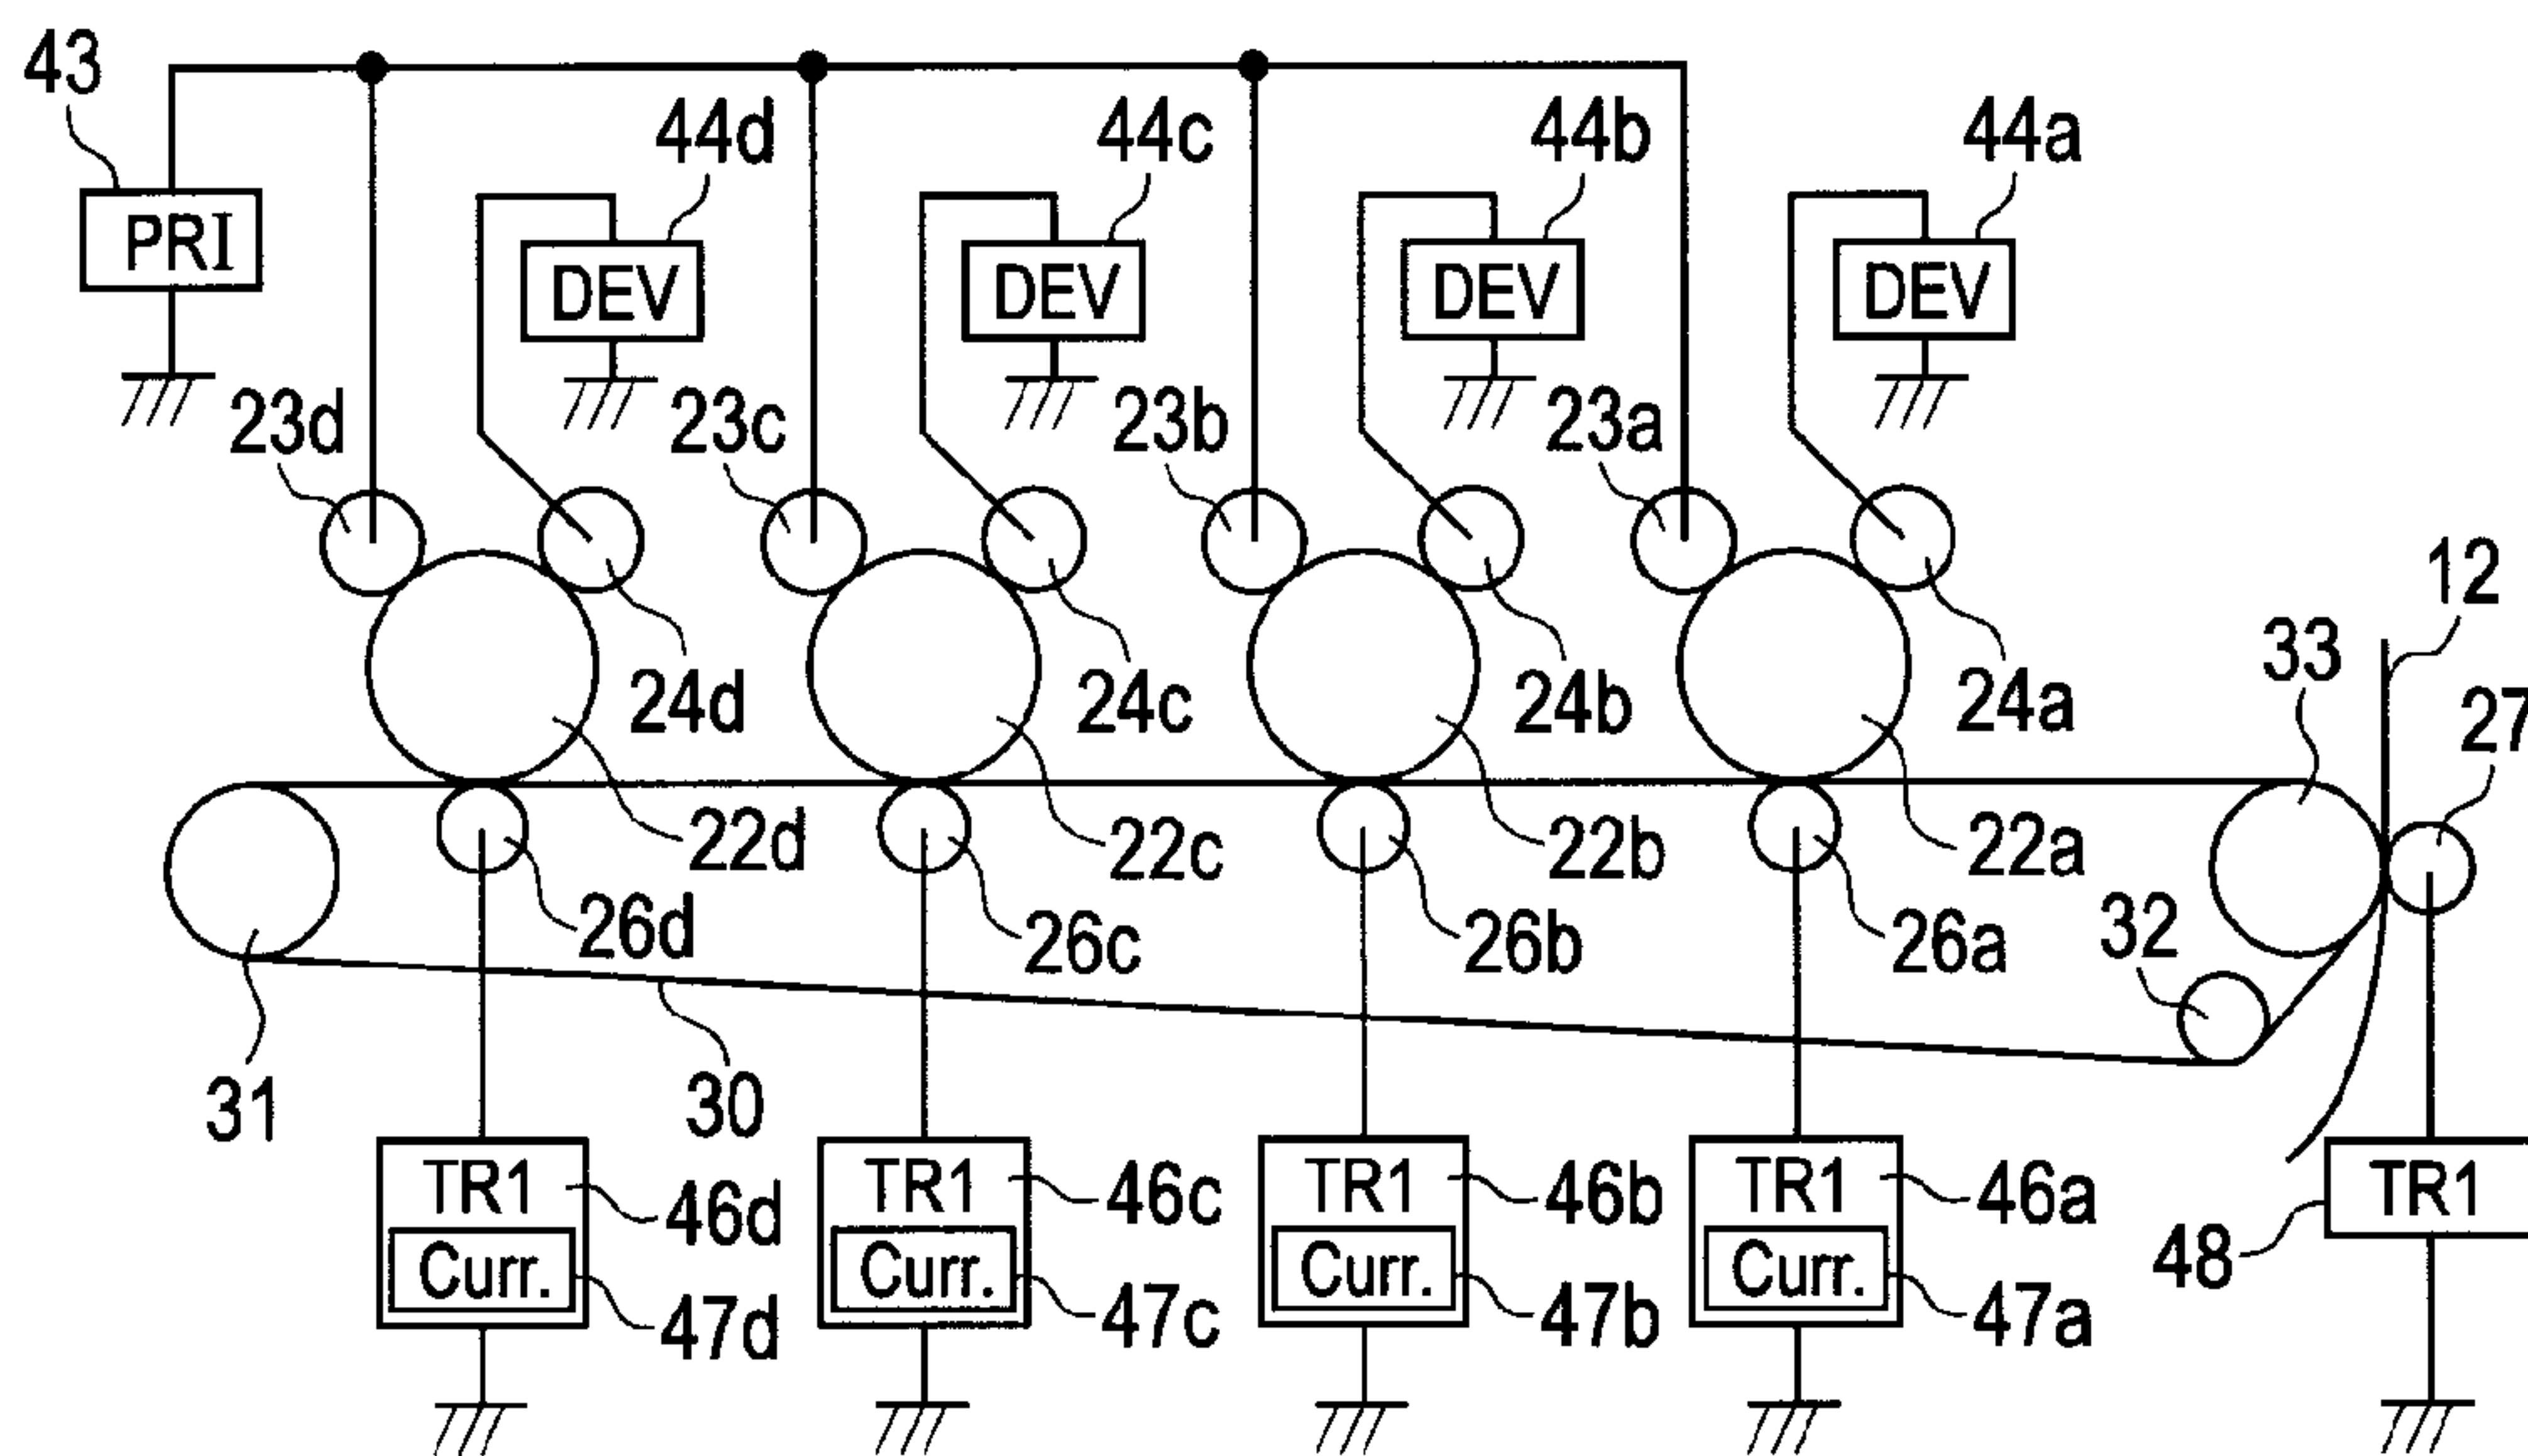 43
44d
44c
44b
44a
PRI
DEV
DEV
DEV
DEV
23d
23c
23b
23a
12
33
24d
24c
24b
24a
27
22d
22c
22b
22a
26d
26c
26b
26a
32
31
30
TR1
46d
TR1
46c
TR1
46b
TR1
46a
TR1
48
Curr.
47d
Curr.
47c
Curr.
47b
Curr.
47a